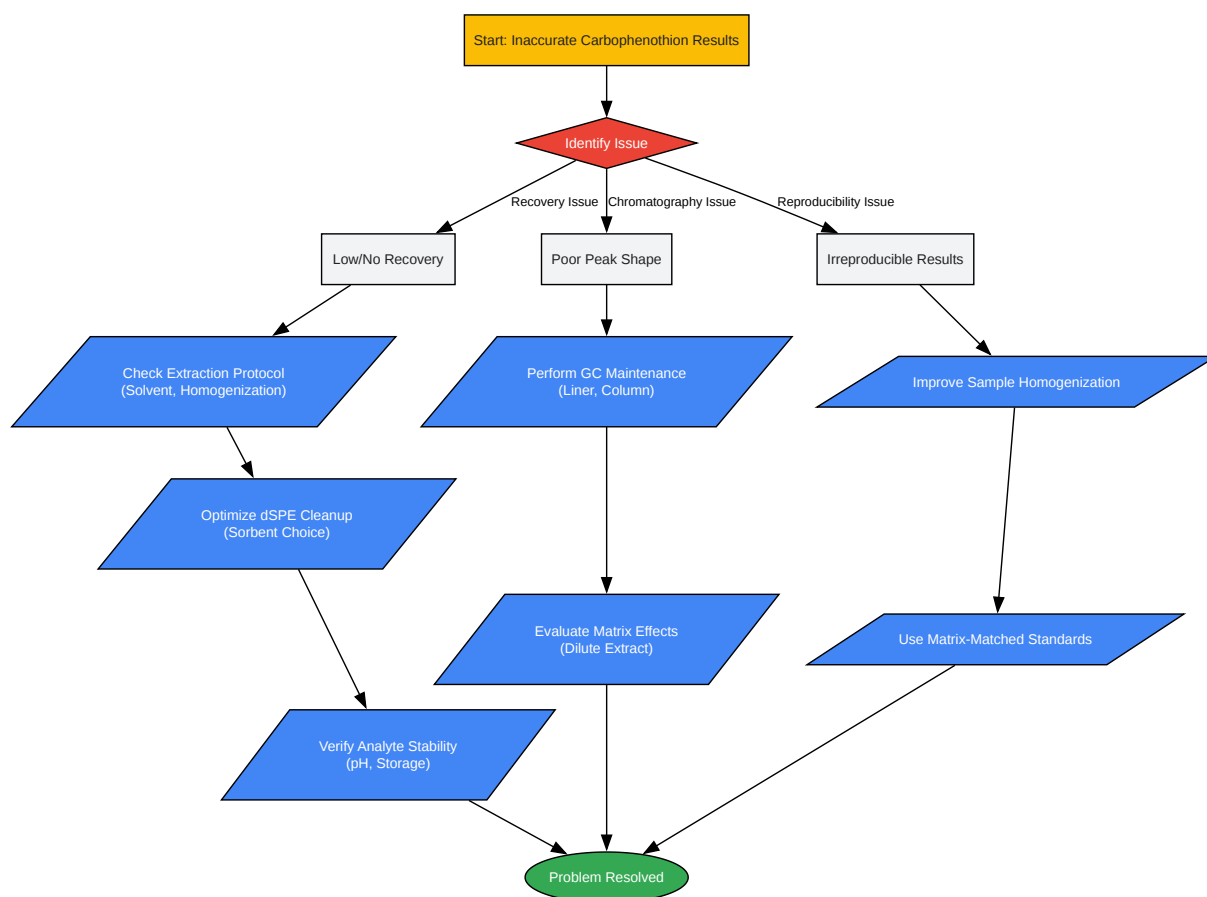 Start: Inaccurate Carbophenothion Results
Identify Issue
Recovery Issue
Chromatography Issue
Reproducibility Issue
Low/No Recovery
Poor Peak Shape
Irreproducible Results
Check Extraction Protocol
(Solvent, Homogenization)
Perform GC Maintenance
(Liner, Column)
Improve Sample Homogenization
Optimize dSPE Cleanup
(Sorbent Choice)
Evaluate Matrix Effects
(Dilute Extract)
Use Matrix-Matched Standards
Verify Analyte Stability
(pH, Storage)
Problem Resolved